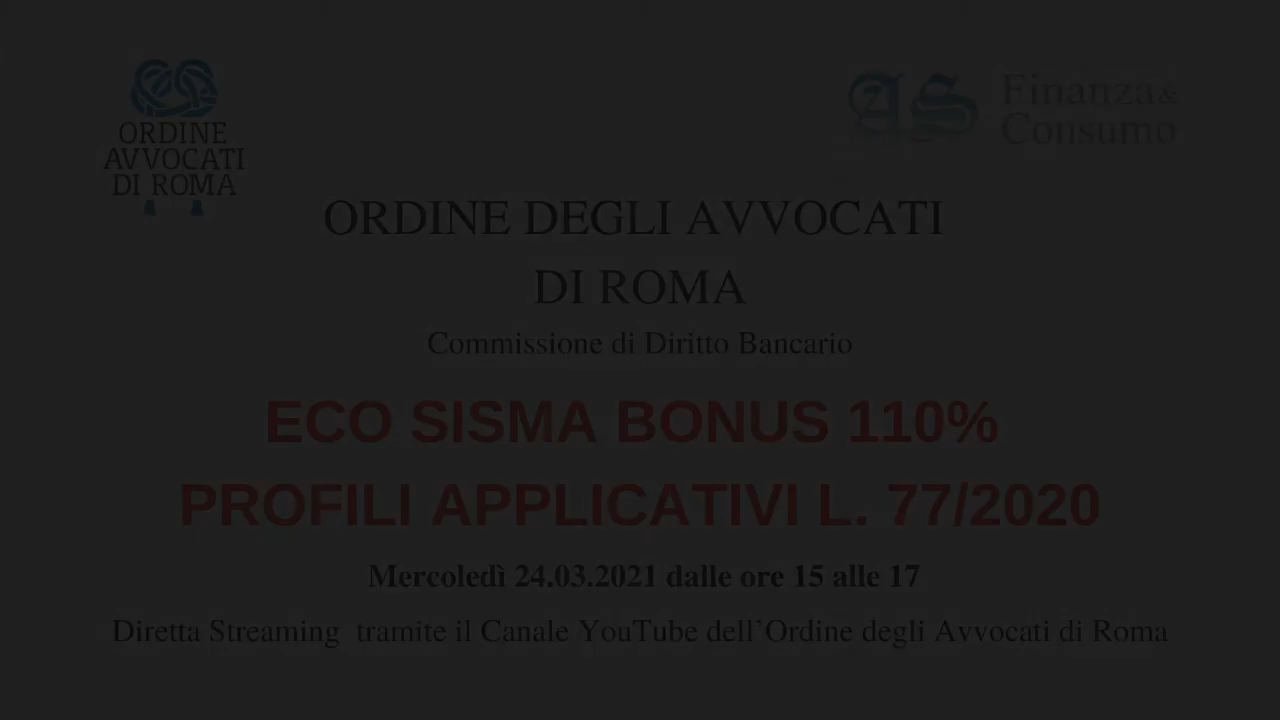 ORDINE
AVVOCATI
DI ROMA
AS Finanza&
Consumo
ORDINE DEGLI AVVOCATI
DI ROMA
Commissione di Diritto Bancario
ECO SISMA BONUS 110%
PROFILI APPLICATIVI L. 77/2020
Mercoledì 24.03.2021 dalle ore 15 alle 17
Diretta Streaming tramite il Canale YouTube dell'Ordine degli Avvocati di Roma